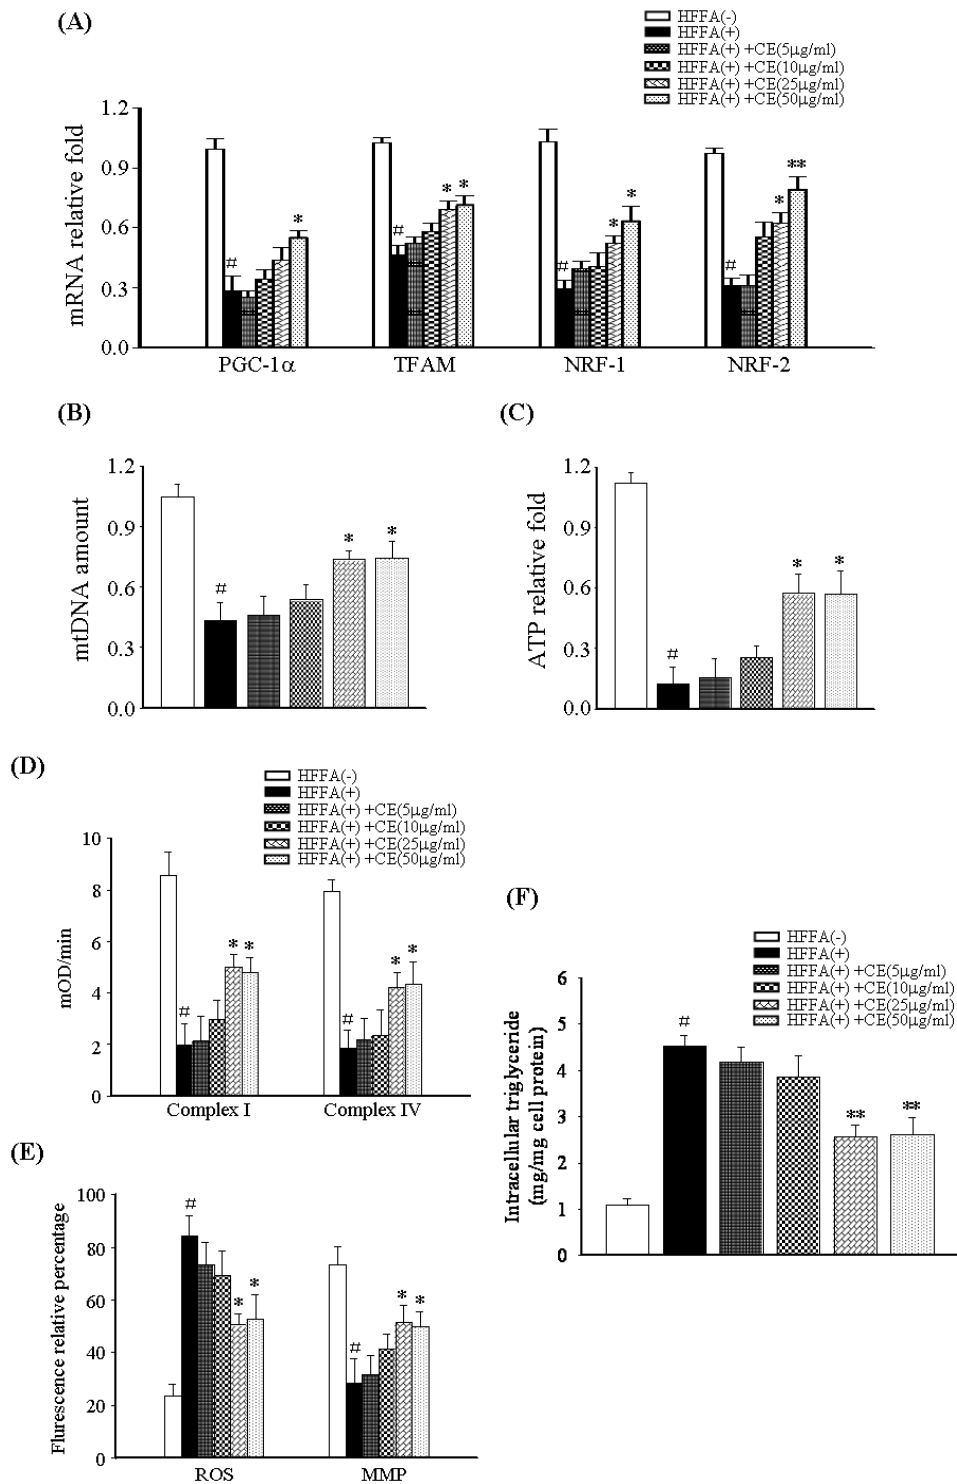 (A)
HFFA(-)
HFFA(+)
HFFA(+) +CE(5µg/ml)
HFFA(+) +CE(10µg/ml)
HFFA(+) +CE(25µg/ml)
HFFA(+) +CE(50µg/ml)
mRNA relative fold
1.2
0.9
0.6
0.3
0.0
# * # * * # * * # * **
PGC-1α TFAM NRF-1 NRF-2
(B)
mtDNA amount
1.2
0.9
0.6
0.3
0.0
# * *
(C)
ATP relative fold
1.2
0.9
0.6
0.3
0.0
# * *
(D)
HFFA(-)
HFFA(+)
HFFA(+) +CE(5µg/ml)
HFFA(+) +CE(10µg/ml)
HFFA(+) +CE(25µg/ml)
HFFA(+) +CE(50µg/ml)
mOD/min
10
8
6
4
2
0
# * * # * *
Complex I Complex IV
(E)
Flurescence relative percentage
100
80
60
40
20
0
# * * # * *
ROS MMP
(F)
HFFA(-)
HFFA(+)
HFFA(+) +CE(5µg/ml)
HFFA(+) +CE(10µg/ml)
HFFA(+) +CE(25µg/ml)
HFFA(+) +CE(50µg/ml)
Intracellular triglyceride
(mg/mg cell protein)
6
5
4
3
2
1
0
# ** **